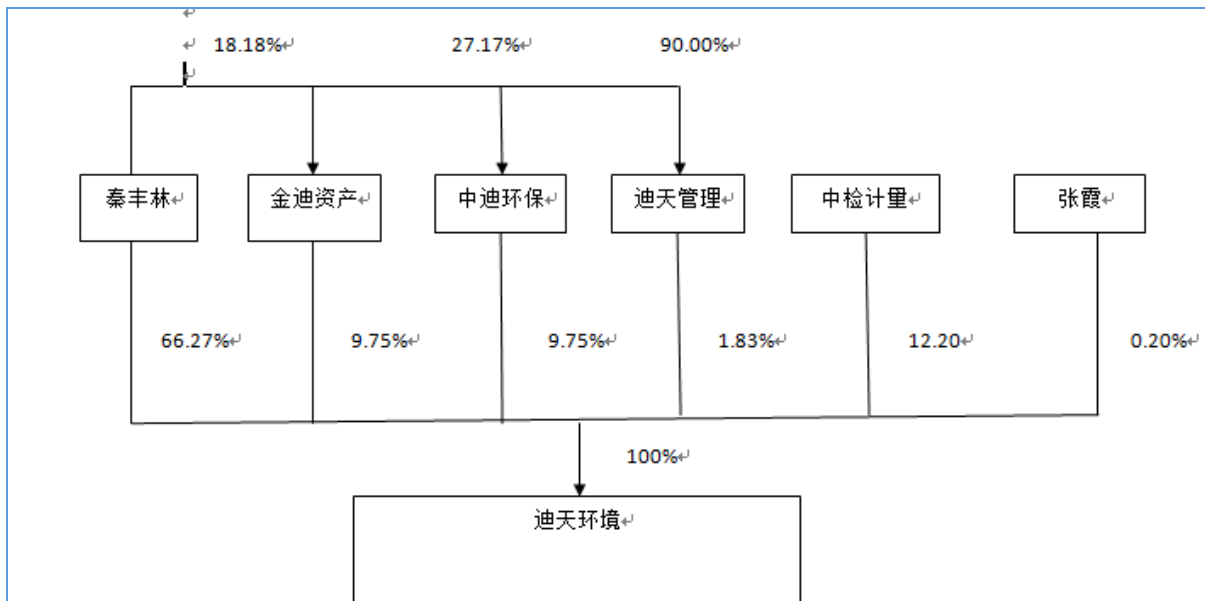 18.18% 27.17% 90.00%
秦丰林 金迪资产 中迪环保 迪天管理 中检计量 张霞
66.27% 9.75% 9.75% 1.83% 12.20 0.20%
100%
迪天环境